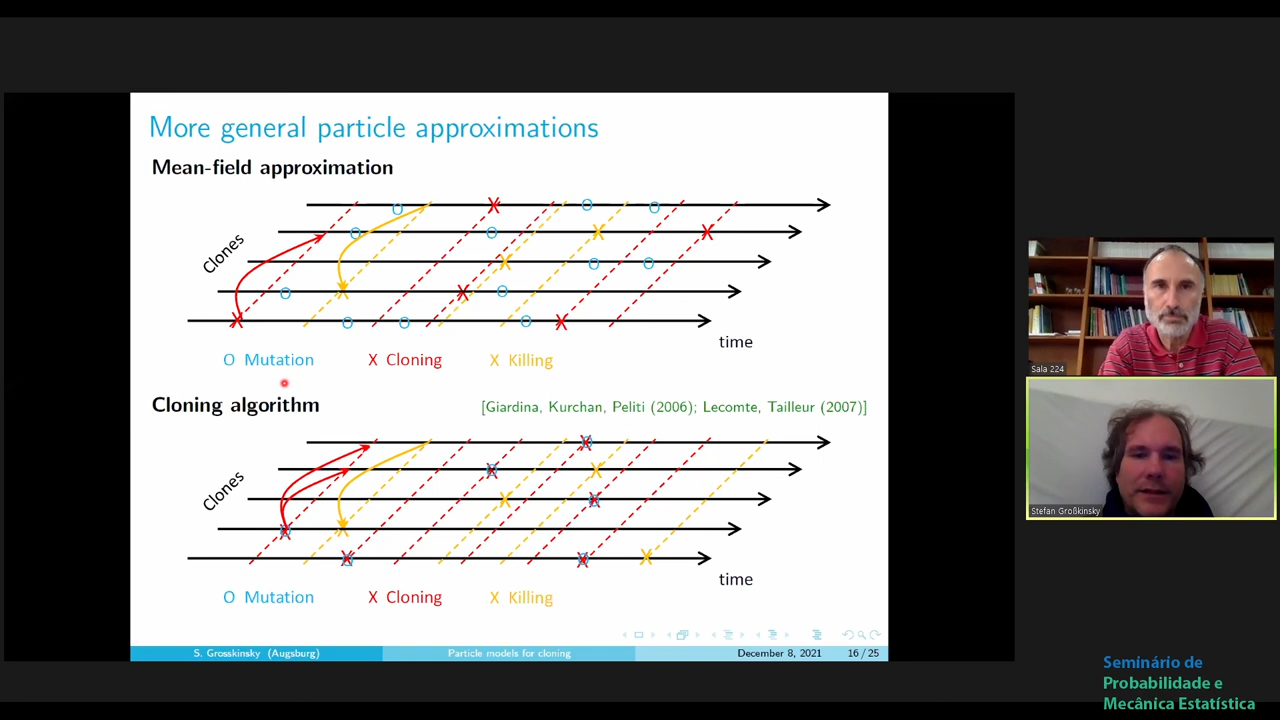 More general particle approximations
Mean-field approximation
Clones
time
O Mutation X Cloning X Killing
Cloning algorithm [Giardina, Kurchan, Peliti (2006); Lecomte, Tailleur (2007)]
Clones
time
O Mutation X Cloning X Killing
S. Grosskinsky (Augsburg) Particle models for cloning December 8, 2021 16 / 25
Sala 224
Stefan Großkinsky
Seminário de
Probabilidade e
Mecânica Estatística